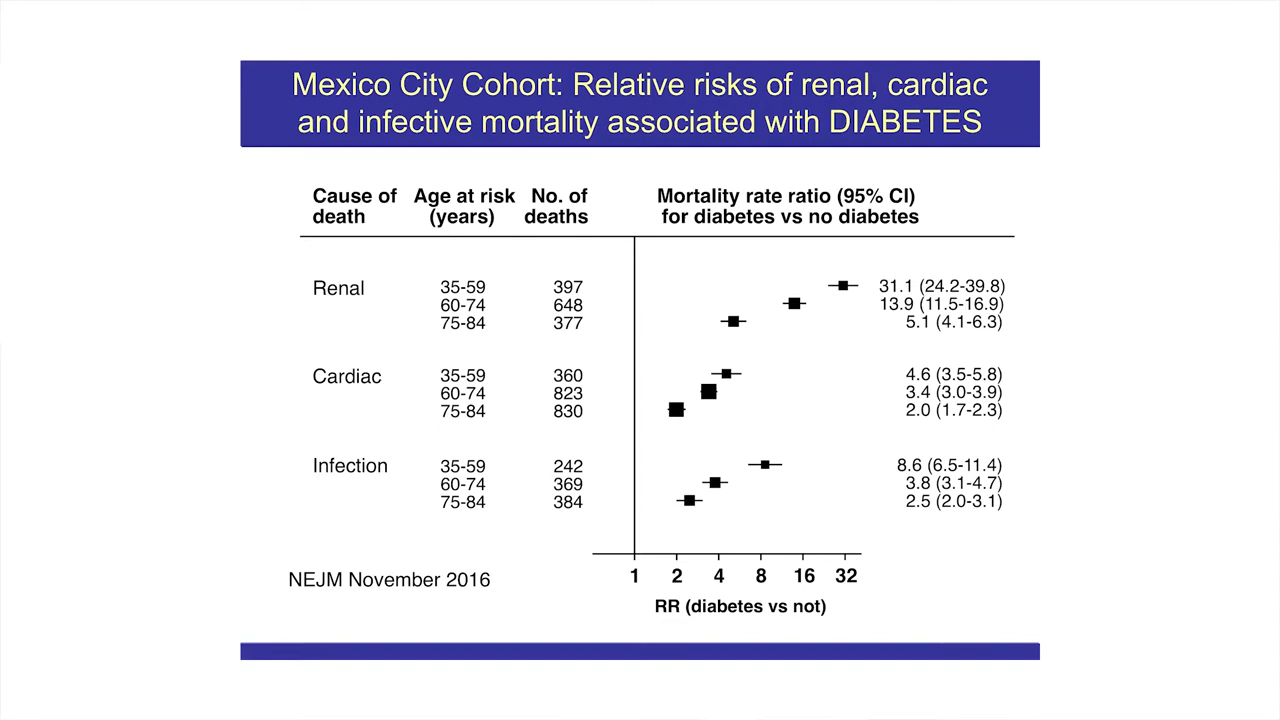 Mexico City Cohort: Relative risks of renal, cardiac
and infective mortality associated with DIABETES
Cause of death Age at risk (years) No. of deaths Mortality rate ratio (95% CI) for diabetes vs no diabetes
Renal 35-59 397 31.1 (24.2-39.8)
60-74 648 13.9 (11.5-16.9)
75-84 377 5.1 (4.1-6.3)
Cardiac 35-59 360 4.6 (3.5-5.8)
60-74 823 3.4 (3.0-3.9)
75-84 830 2.0 (1.7-2.3)
Infection 35-59 242 8.6 (6.5-11.4)
60-74 369 3.8 (3.1-4.7)
75-84 384 2.5 (2.0-3.1)
1 2 4 8 16 32
NEJM November 2016
RR (diabetes vs not)